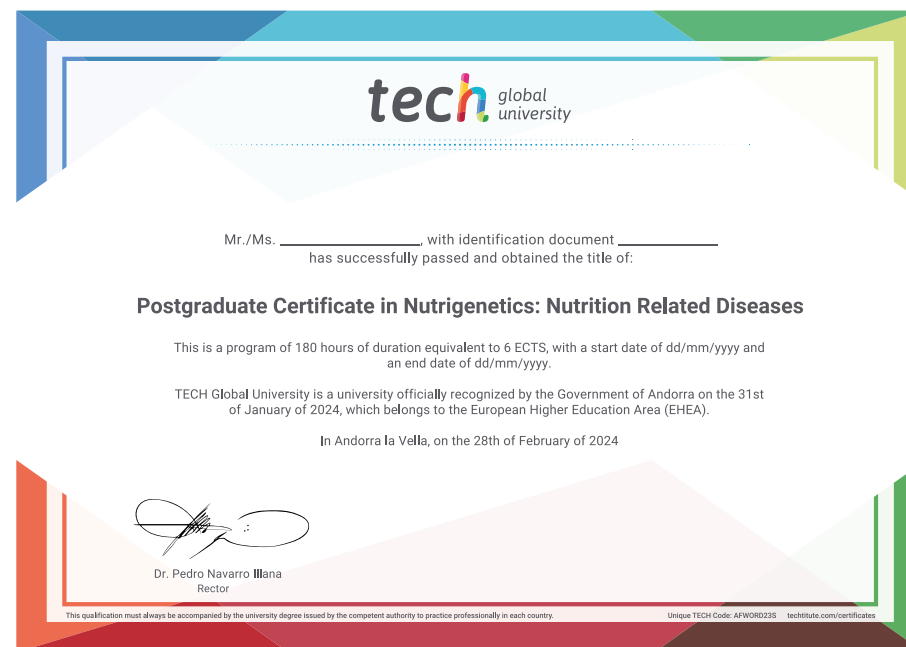 tech global university
Mr./Ms. ____________________, with identification document ______________
has successfully passed and obtained the title of:
Postgraduate Certificate in Nutrigenetics: Nutrition Related Diseases
This is a program of 180 hours of duration equivalent to 6 ECTS, with a start date of dd/mm/yyyy and
an end date of dd/mm/yyyy.
TECH Global University is a university officially recognized by the Government of Andorra on the 31st
of January of 2024, which belongs to the European Higher Education Area (EHEA).
In Andorra la Vella, on the 28th of February of 2024
Dr. Pedro Navarro Illana
Rector
This qualification must always be accompanied by the university degree issued by the competent authority to practice professionally in each country.
Unique TECH Code: AFWORD23S techtitute.com/certificates